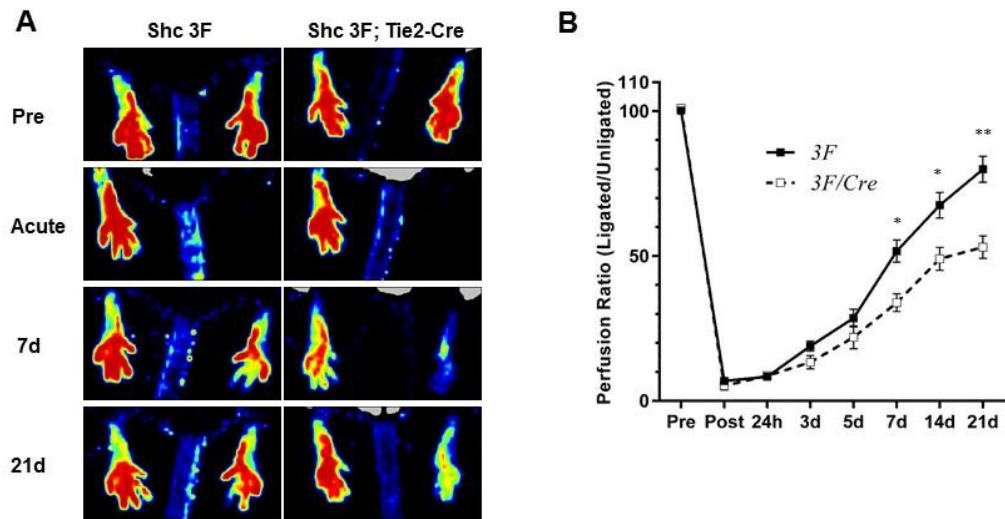 A
Shc 3F
Shc 3F; Tie2-Cre
Pre
Acute
7d
21d
B
Perfusion Ratio (Ligated/Unligated)
110
100
50
0
3F
3F/Cre
*
*
**
Pre Post 24h 3d 5d 7d 14d 21d